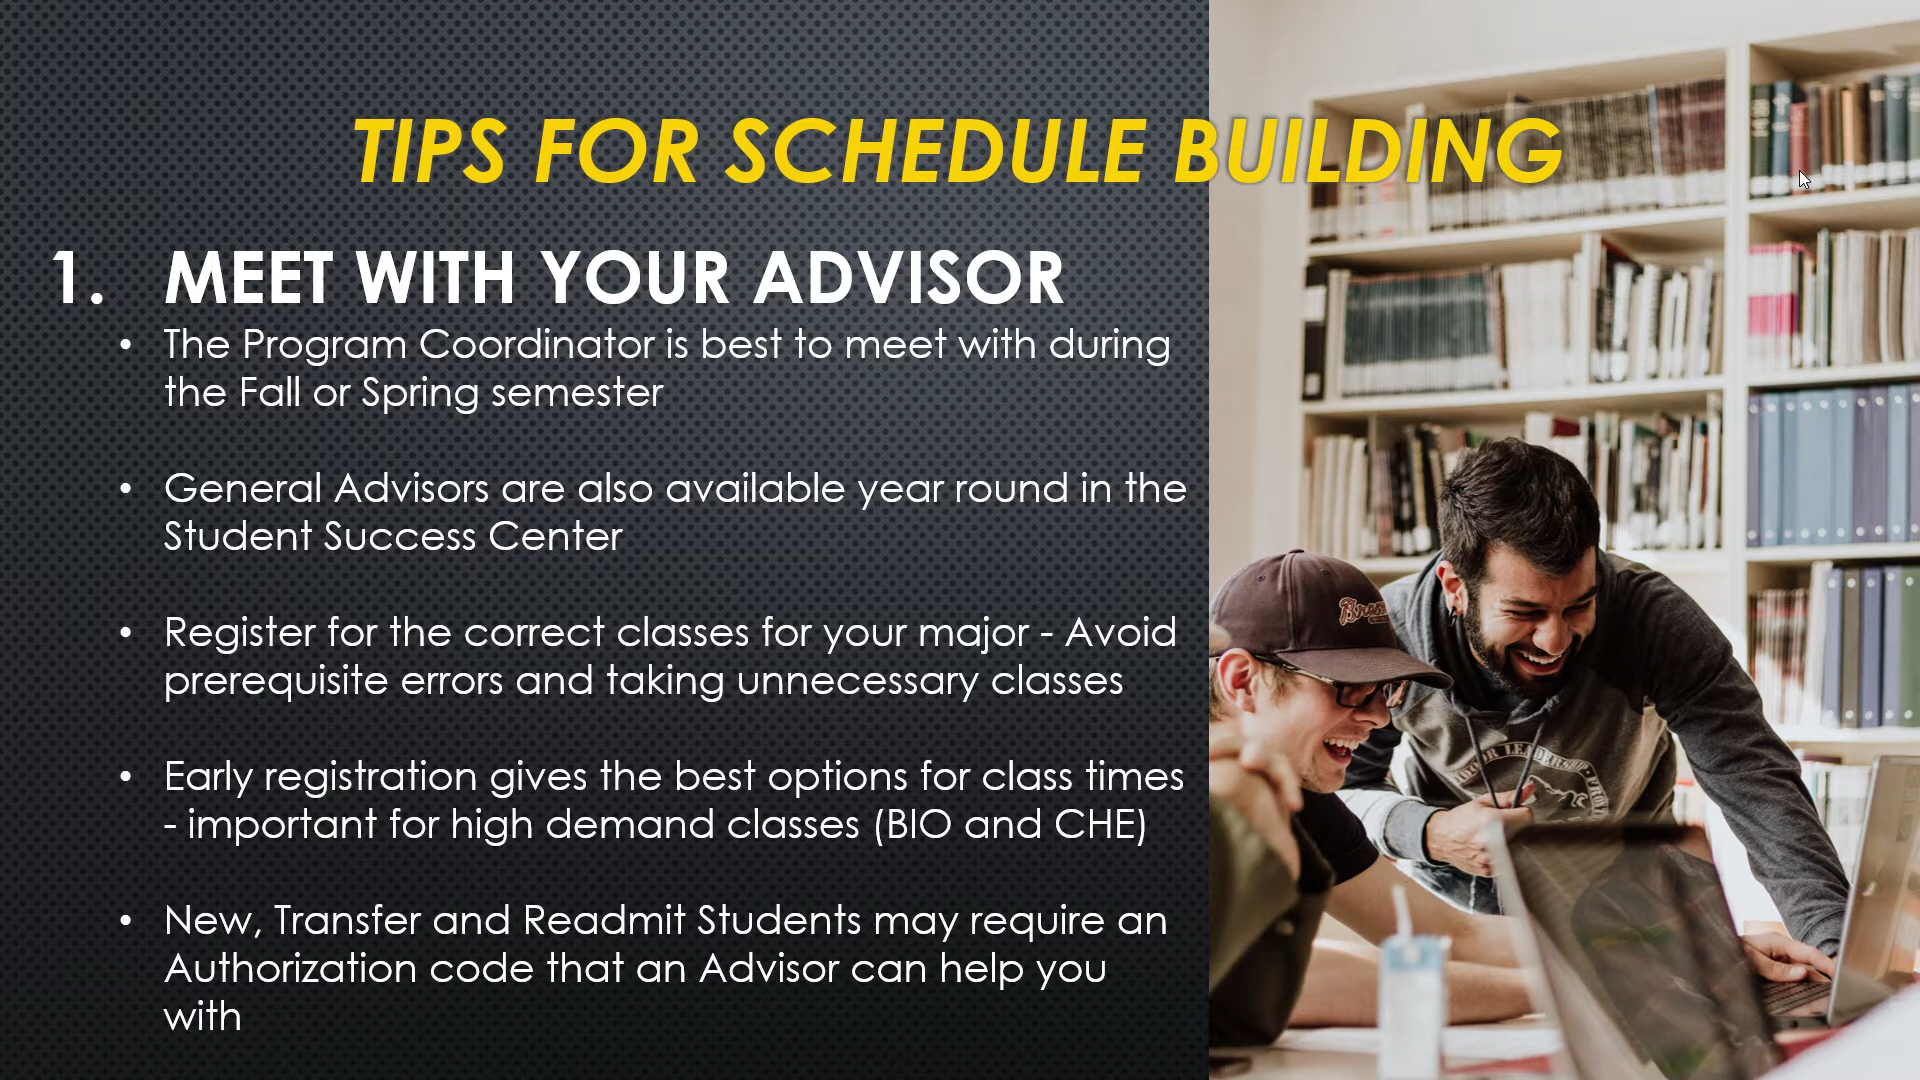 TIPS FOR SCHEDULE BUILDING
1. MEET WITH YOUR ADVISOR
• The Program Coordinator is best to meet with during
the Fall or Spring semester
• General Advisors are also available year round in the
Student Success Center
• Register for the correct classes for your major - Avoid
prerequisite errors and taking unnecessary classes
• Early registration gives the best options for class times
- important for high demand classes (BIO and CHE)
• New, Transfer and Readmit Students may require an
Authorization code that an Advisor can help you
with